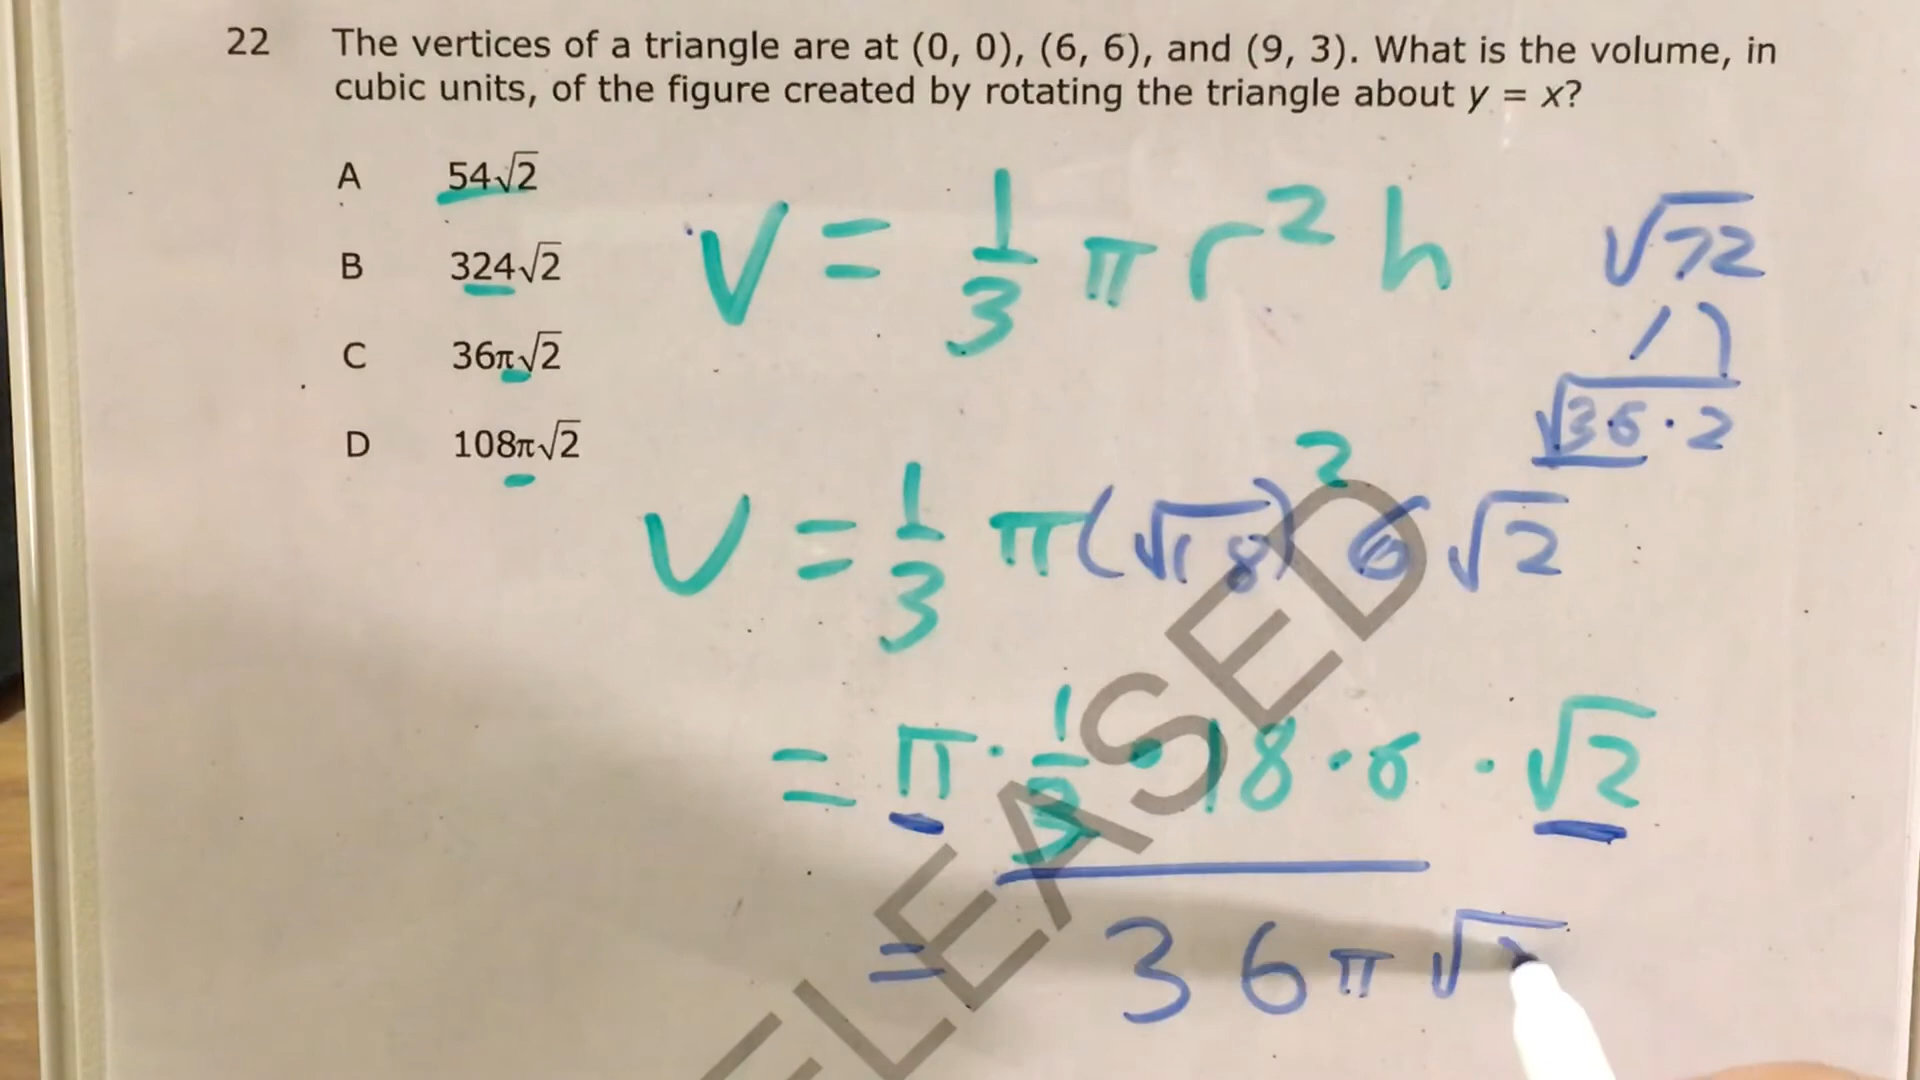 22 The vertices of a triangle are at (0, 0), (6, 6), and (9, 3). What is the volume, in
cubic units, of the figure created by rotating the triangle about y = x?
A 54√2
B 324√2
C 36π√2
D 108π√2
V = 1/3 π r² h
√72
√36·2
V = 1/3 π(√18)² 6√2
= π · 1/3 · 18 · 6 · √2
= 36π√
ELEASED